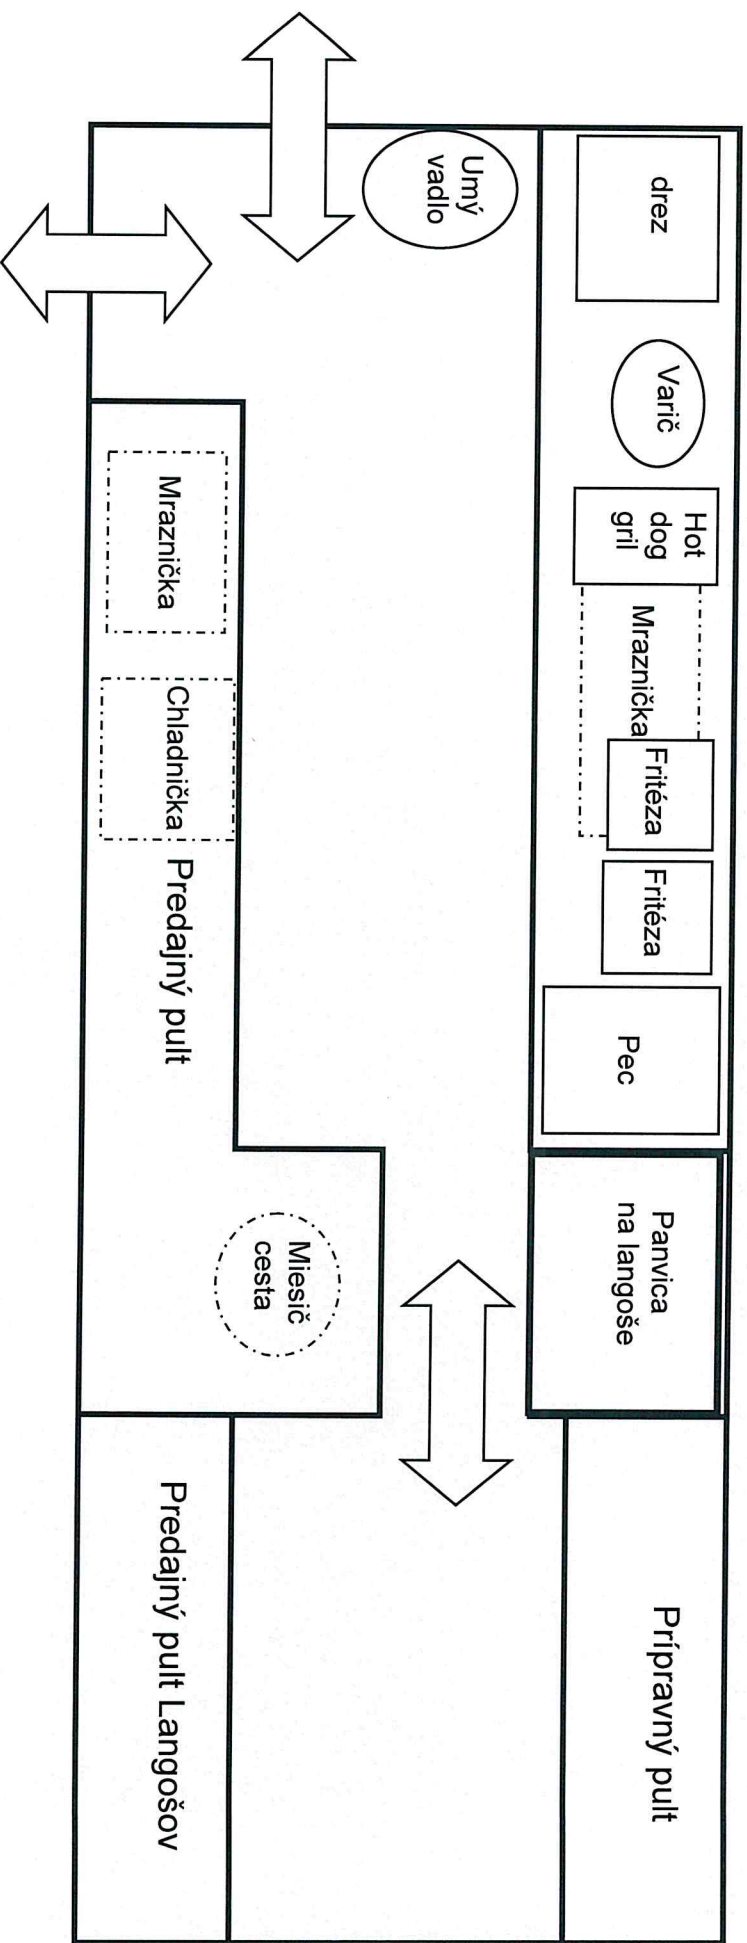 drez
Varič
Hot
dog
gril
Mraznička
Fritéza
Fritéza
Pec
Panvica
na langoše
Prípravný pult
Umý
vadlo
Mraznička
Chladnička
Predajný pult
Miesič
cesta
Predajný pult Langošov